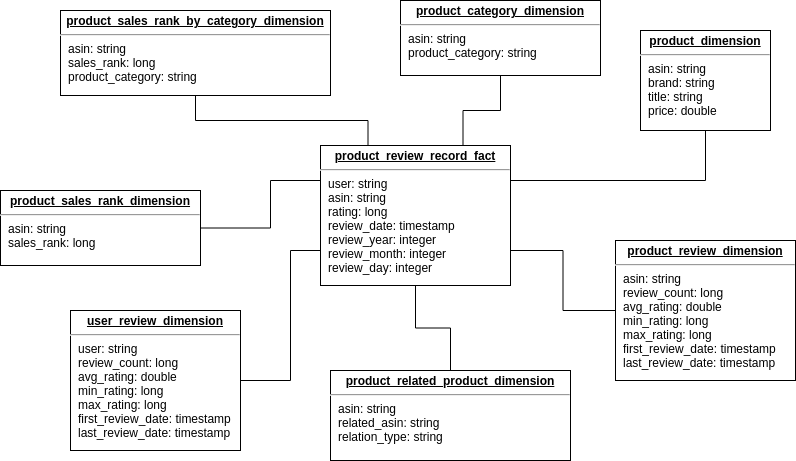 product_sales_rank_by_category_dimension
asin: string
sales_rank: long
product_category: string
product_category_dimension
asin: string
product_category: string
product_dimension
asin: string
brand: string
title: string
price: double
product_review_record_fact
user: string
asin: string
rating: long
review_date: timestamp
review_year: integer
review_month: integer
review_day: integer
product_sales_rank_dimension
asin: string
sales_rank: long
product_review_dimension
asin: string
review_count: long
avg_rating: double
min_rating: long
max_rating: long
first_review_date: timestamp
last_review_date: timestamp
user_review_dimension
user: string
review_count: long
avg_rating: double
min_rating: long
max_rating: long
first_review_date: timestamp
last_review_date: timestamp
product_related_product_dimension
asin: string
related_asin: string
relation_type: string